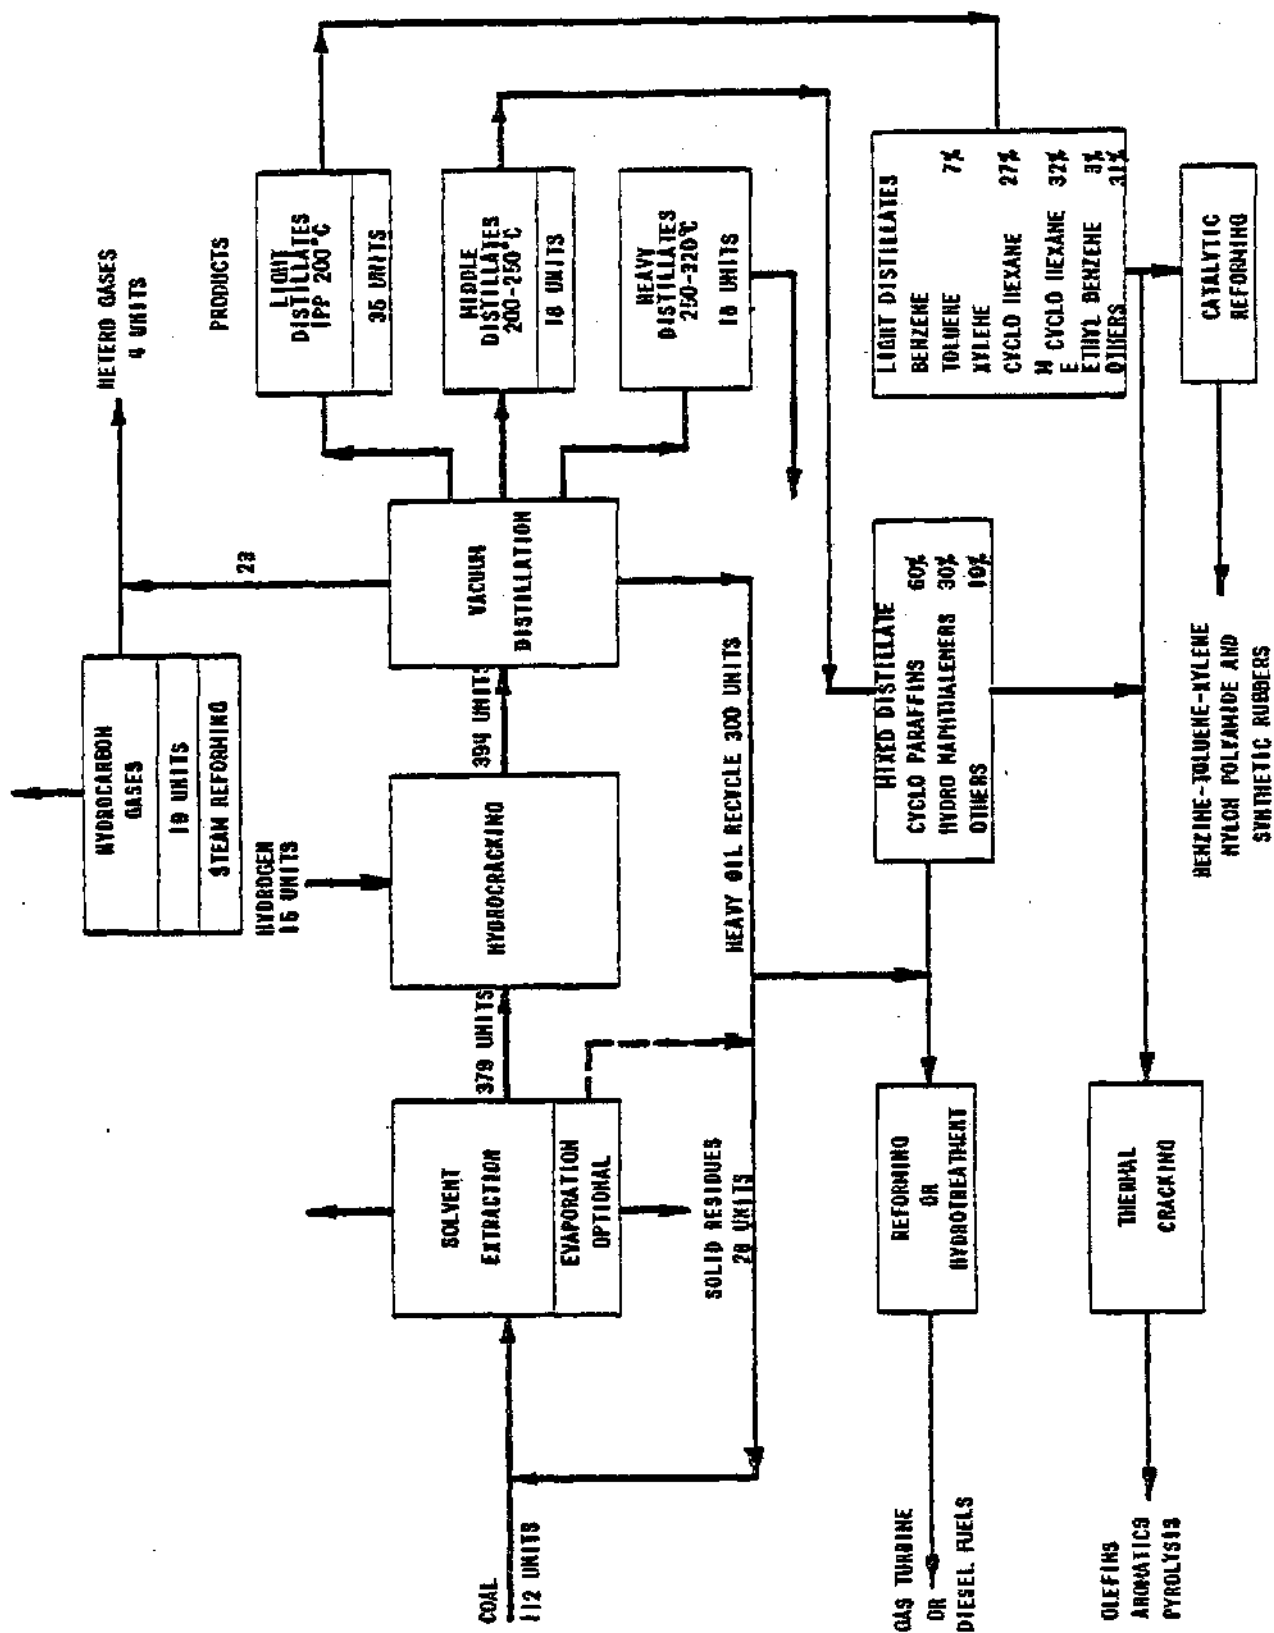 HETERO GASES
4 UNITS
PRODUCTS
LIGHT
DISTILLATES
IPP 200°C
35 UNITS
MIDDLE
DISTILLATES
200-250°C
18 UNITS
HEAVY
DISTILLATES
250-320°C
18 UNITS
23
HYDROCARBON
GASES
19 UNITS
STEAM REFORMING
HYDROGEN
15 UNITS
VACUUM
DISTILLATION
394 UNITS
HYDROCRACKING
379 UNITS
SOLVENT
EXTRACTION
EVAPORATION
OPTIONAL
COAL
112 UNITS
SOLID RESIDUES
28 UNITS
HEAVY OIL RECYCLE 300 UNITS
LIGHT DISTILLATES
BENZENE
TOLUENE 7%
XYLENE
CYCLO HEXANE 27%
M CYCLO HEXANE 32%
E
ETHYL BENZENE 3%
OTHERS 31%
MIXED DISTILLATE
CYCLO PARAFFINS 60%
HYDRO NAPHTHALENERS 30%
OTHERS 10%
CATALYTIC
REFORMING
BENZINE-TOLUENE-XYLENE
NYLON POLYAMIDE AND
SYNTHETIC RUBBERS
REFORMING
OR
HYDROTREATMENT
GAS TURBINE
OR
DIESEL FUELS
THERMAL
CRACKING
OLEFINS
AROMATICS
PYROLYSIS